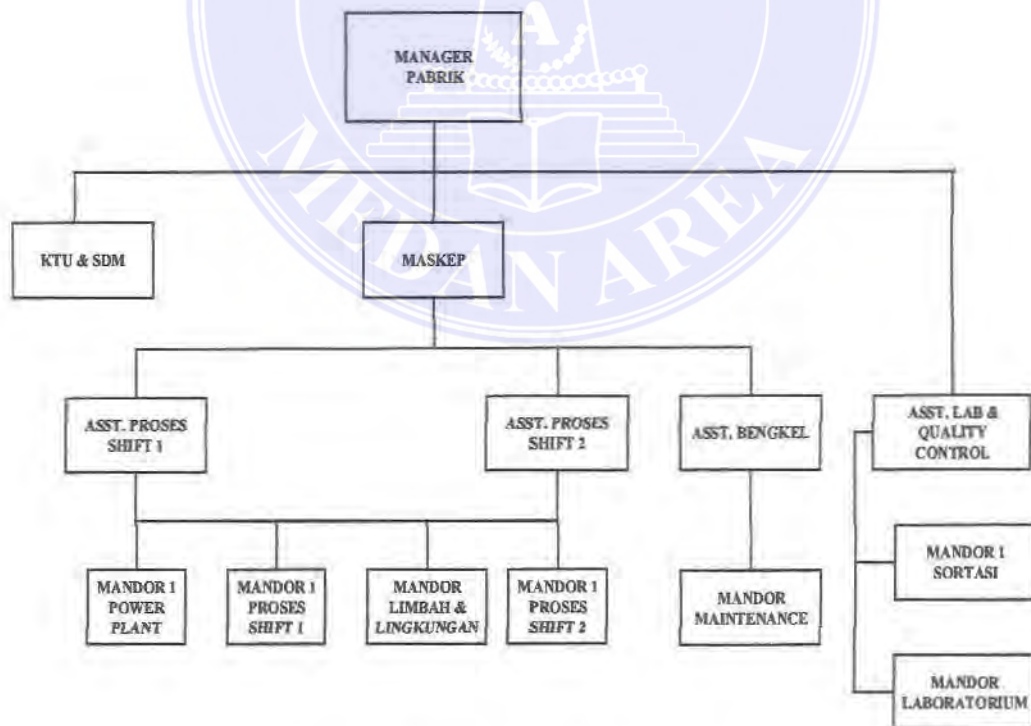 MANAGER
PABRIK
A
MEDAN AREA
KTU & SDM
MASKEP
ASST. PROSES
SHIFT 1
ASST. PROSES
SHIFT 2
ASST, BENGKEL
ASST, LAB &
QUALITY
CONTROL
MANDOR 1
POWER
PLANT
MANDOR 1
PROSES
SHIFT 1
MANDOR
LIMBAH &
LINGKUNGAN
MANDOR 1
PROSES
SHIFT 2
MANDOR
MAINTENANCE
MANDOR 1
SORTASI
MANDOR
LABORATORIUM